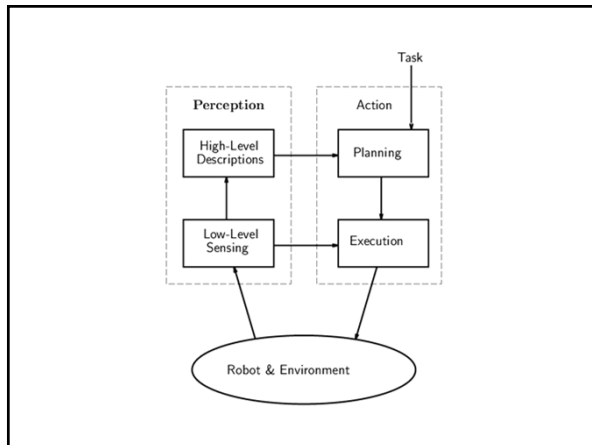 Task
Perception
Action
High-Level
Descriptions
Planning
Low-Level
Sensing
Execution
Robot & Environment